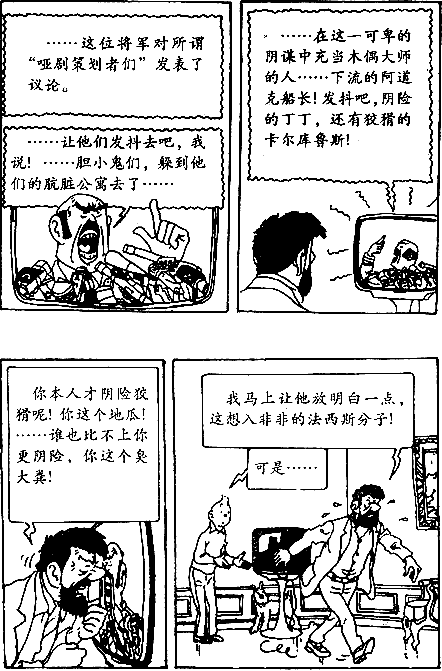 ……这位将军对所谓
“哑剧策划者们”发表了
议论。
……让他们发抖去吧,我
说!……胆小鬼们,躲到他
们的肮脏公寓去了……
……在这一可卑的
阴谋中充当木偶大师
的人……下流的阿道
克船长!发抖吧,阴险
的丁丁,还有狡猾的
卡尔库鲁斯!
你本人才阴险狡
猾呢!你这个地瓜!
……谁也比不上你
更阴险,你这个臭
大粪!
我马上让他放明白一点,
这想入非非的法西斯分子!
可是……